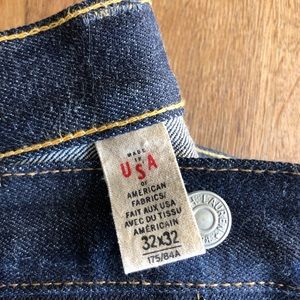 MADE
IN
USA
OF
AMERICAN
FABRICS/
FAIT AUX USA
AVEC DU TISSU
AMÉRICAIN
32x32
175/84A